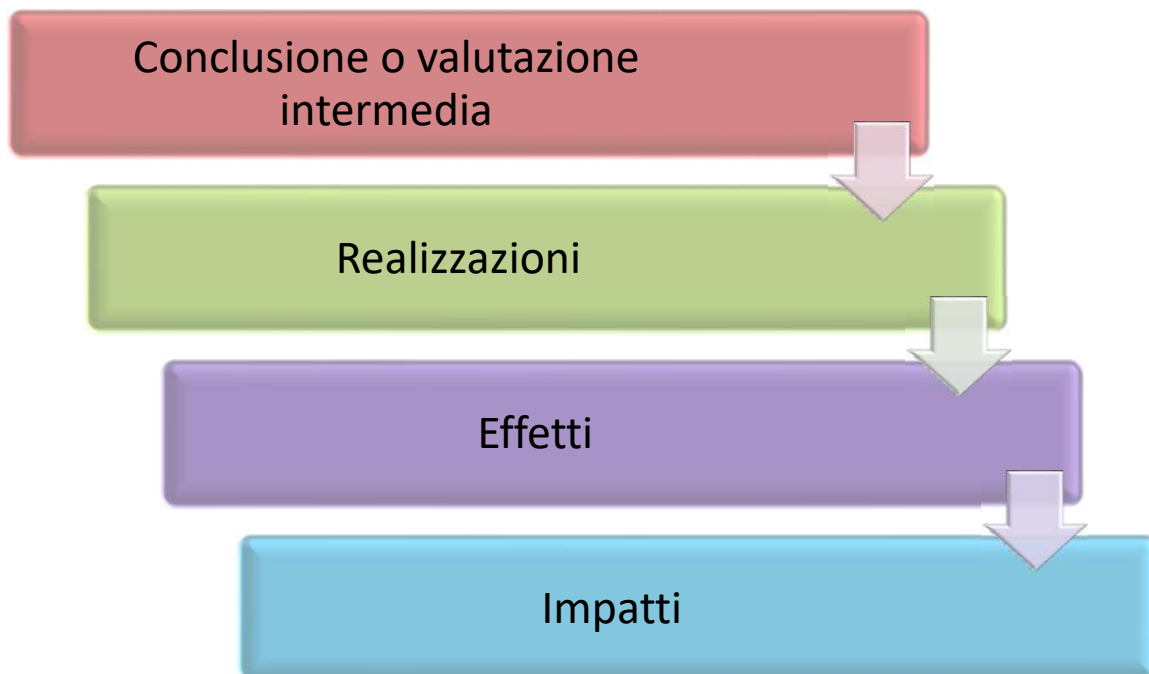 Conclusione o valutazione
intermedia
Realizzazioni
Effetti
Impatti